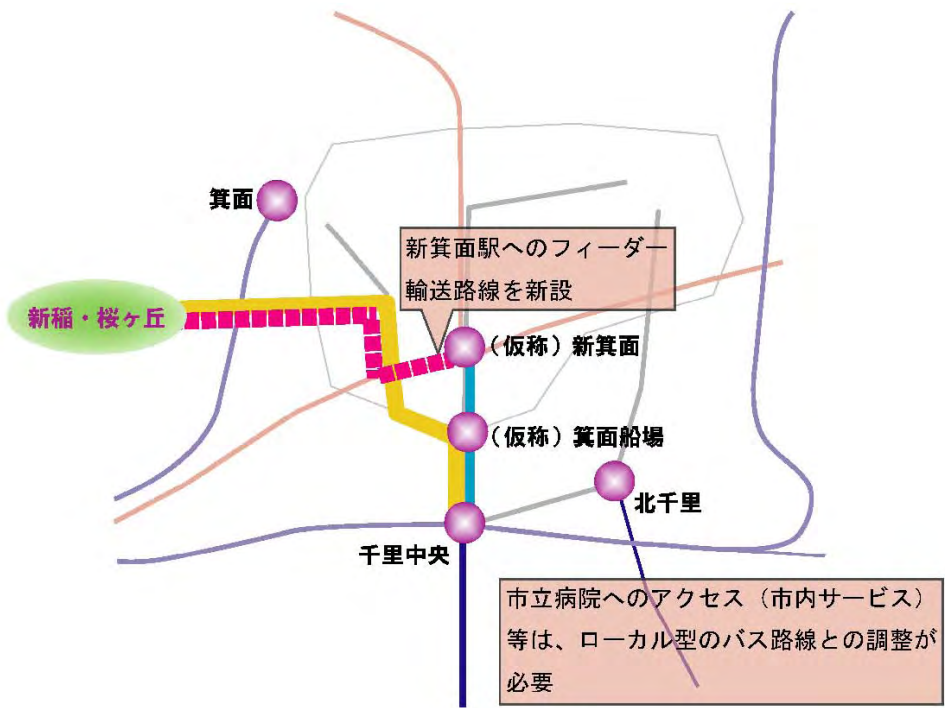 箕面
新箕面駅へのフィーダー
輸送路線を新設
新稲・桜ヶ丘
（仮称）新箕面
（仮称）箕面船場
北千里
千里中央
市立病院へのアクセス（市内サービス）
等は、ローカル型のバス路線との調整が
必要